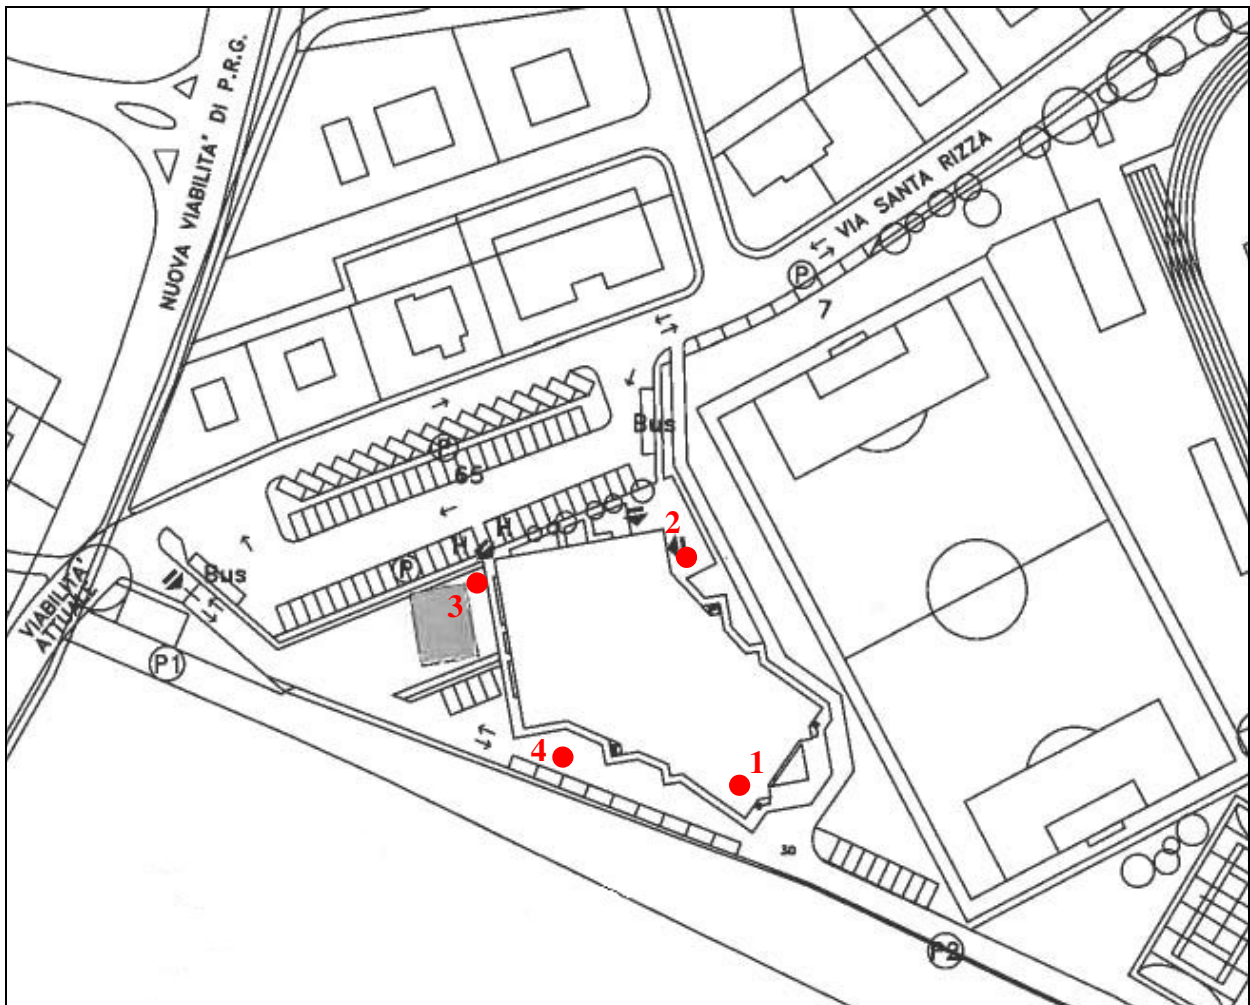 NUOVA VIABILITA' DI P.R.G.
VIA SANTA RIZZA
P
Bus
P
65
2
H
H
P
Bus
3
VIABILITA'
ATTUALE
P1
4
1
30
P2